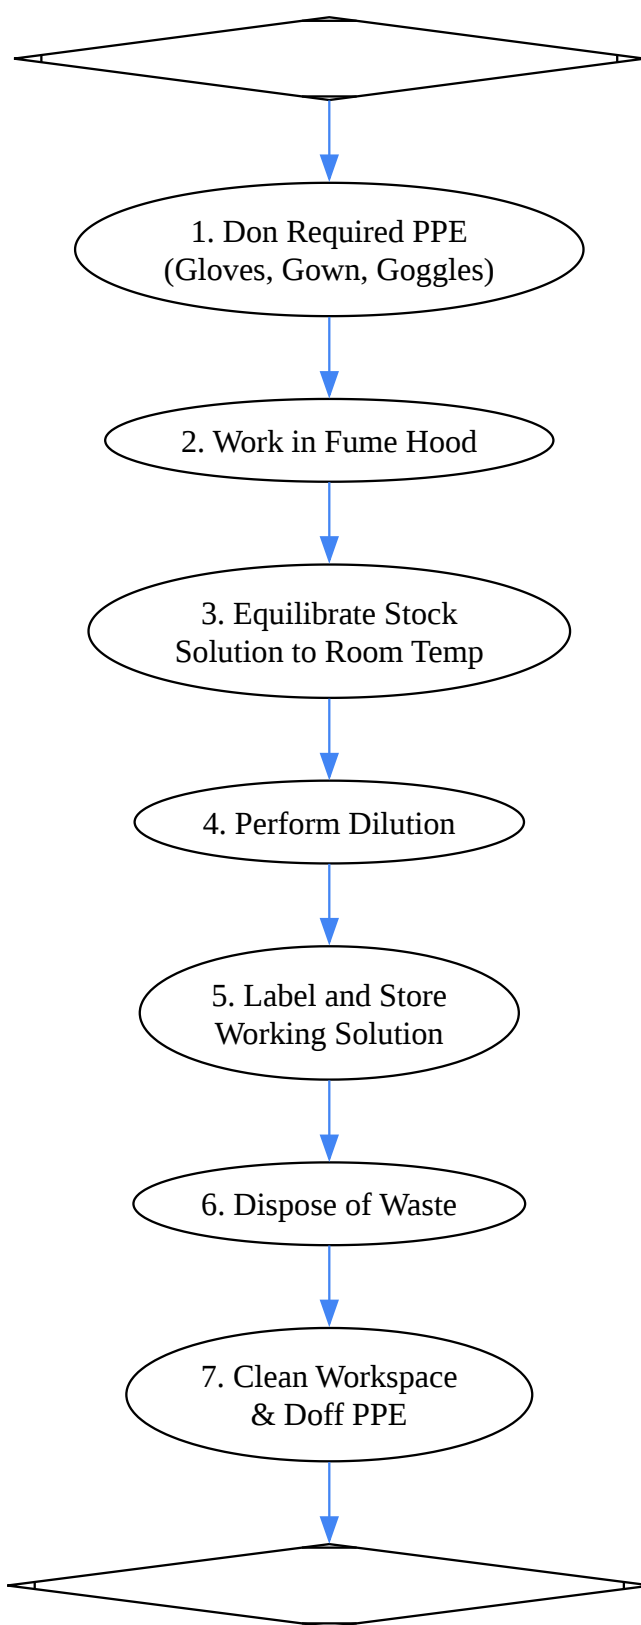 1. Don Required PPE
(Gloves, Gown, Goggles)
2. Work in Fume Hood
3. Equilibrate Stock
Solution to Room Temp
4. Perform Dilution
5. Label and Store
Working Solution
6. Dispose of Waste
7. Clean Workspace
& Doff PPE